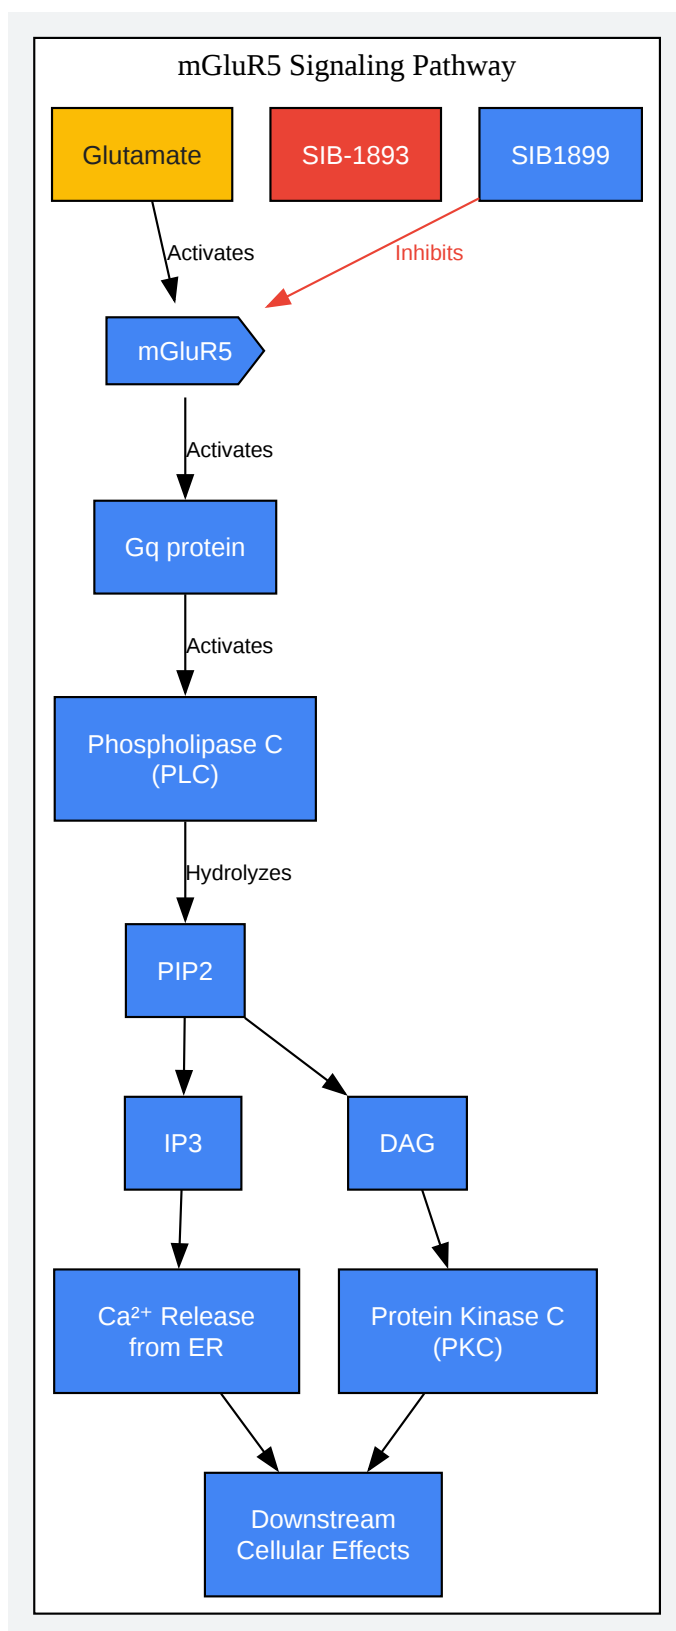 mGluR5 Signaling Pathway
Glutamate
SIB-1893
SIB1899
Activates
Inhibits
mGluR5
Activates
Gq protein
Activates
Phospholipase C
(PLC)
Hydrolyzes
PIP2
IP3
DAG
Ca²⁺ Release
from ER
Protein Kinase C
(PKC)
Downstream
Cellular Effects